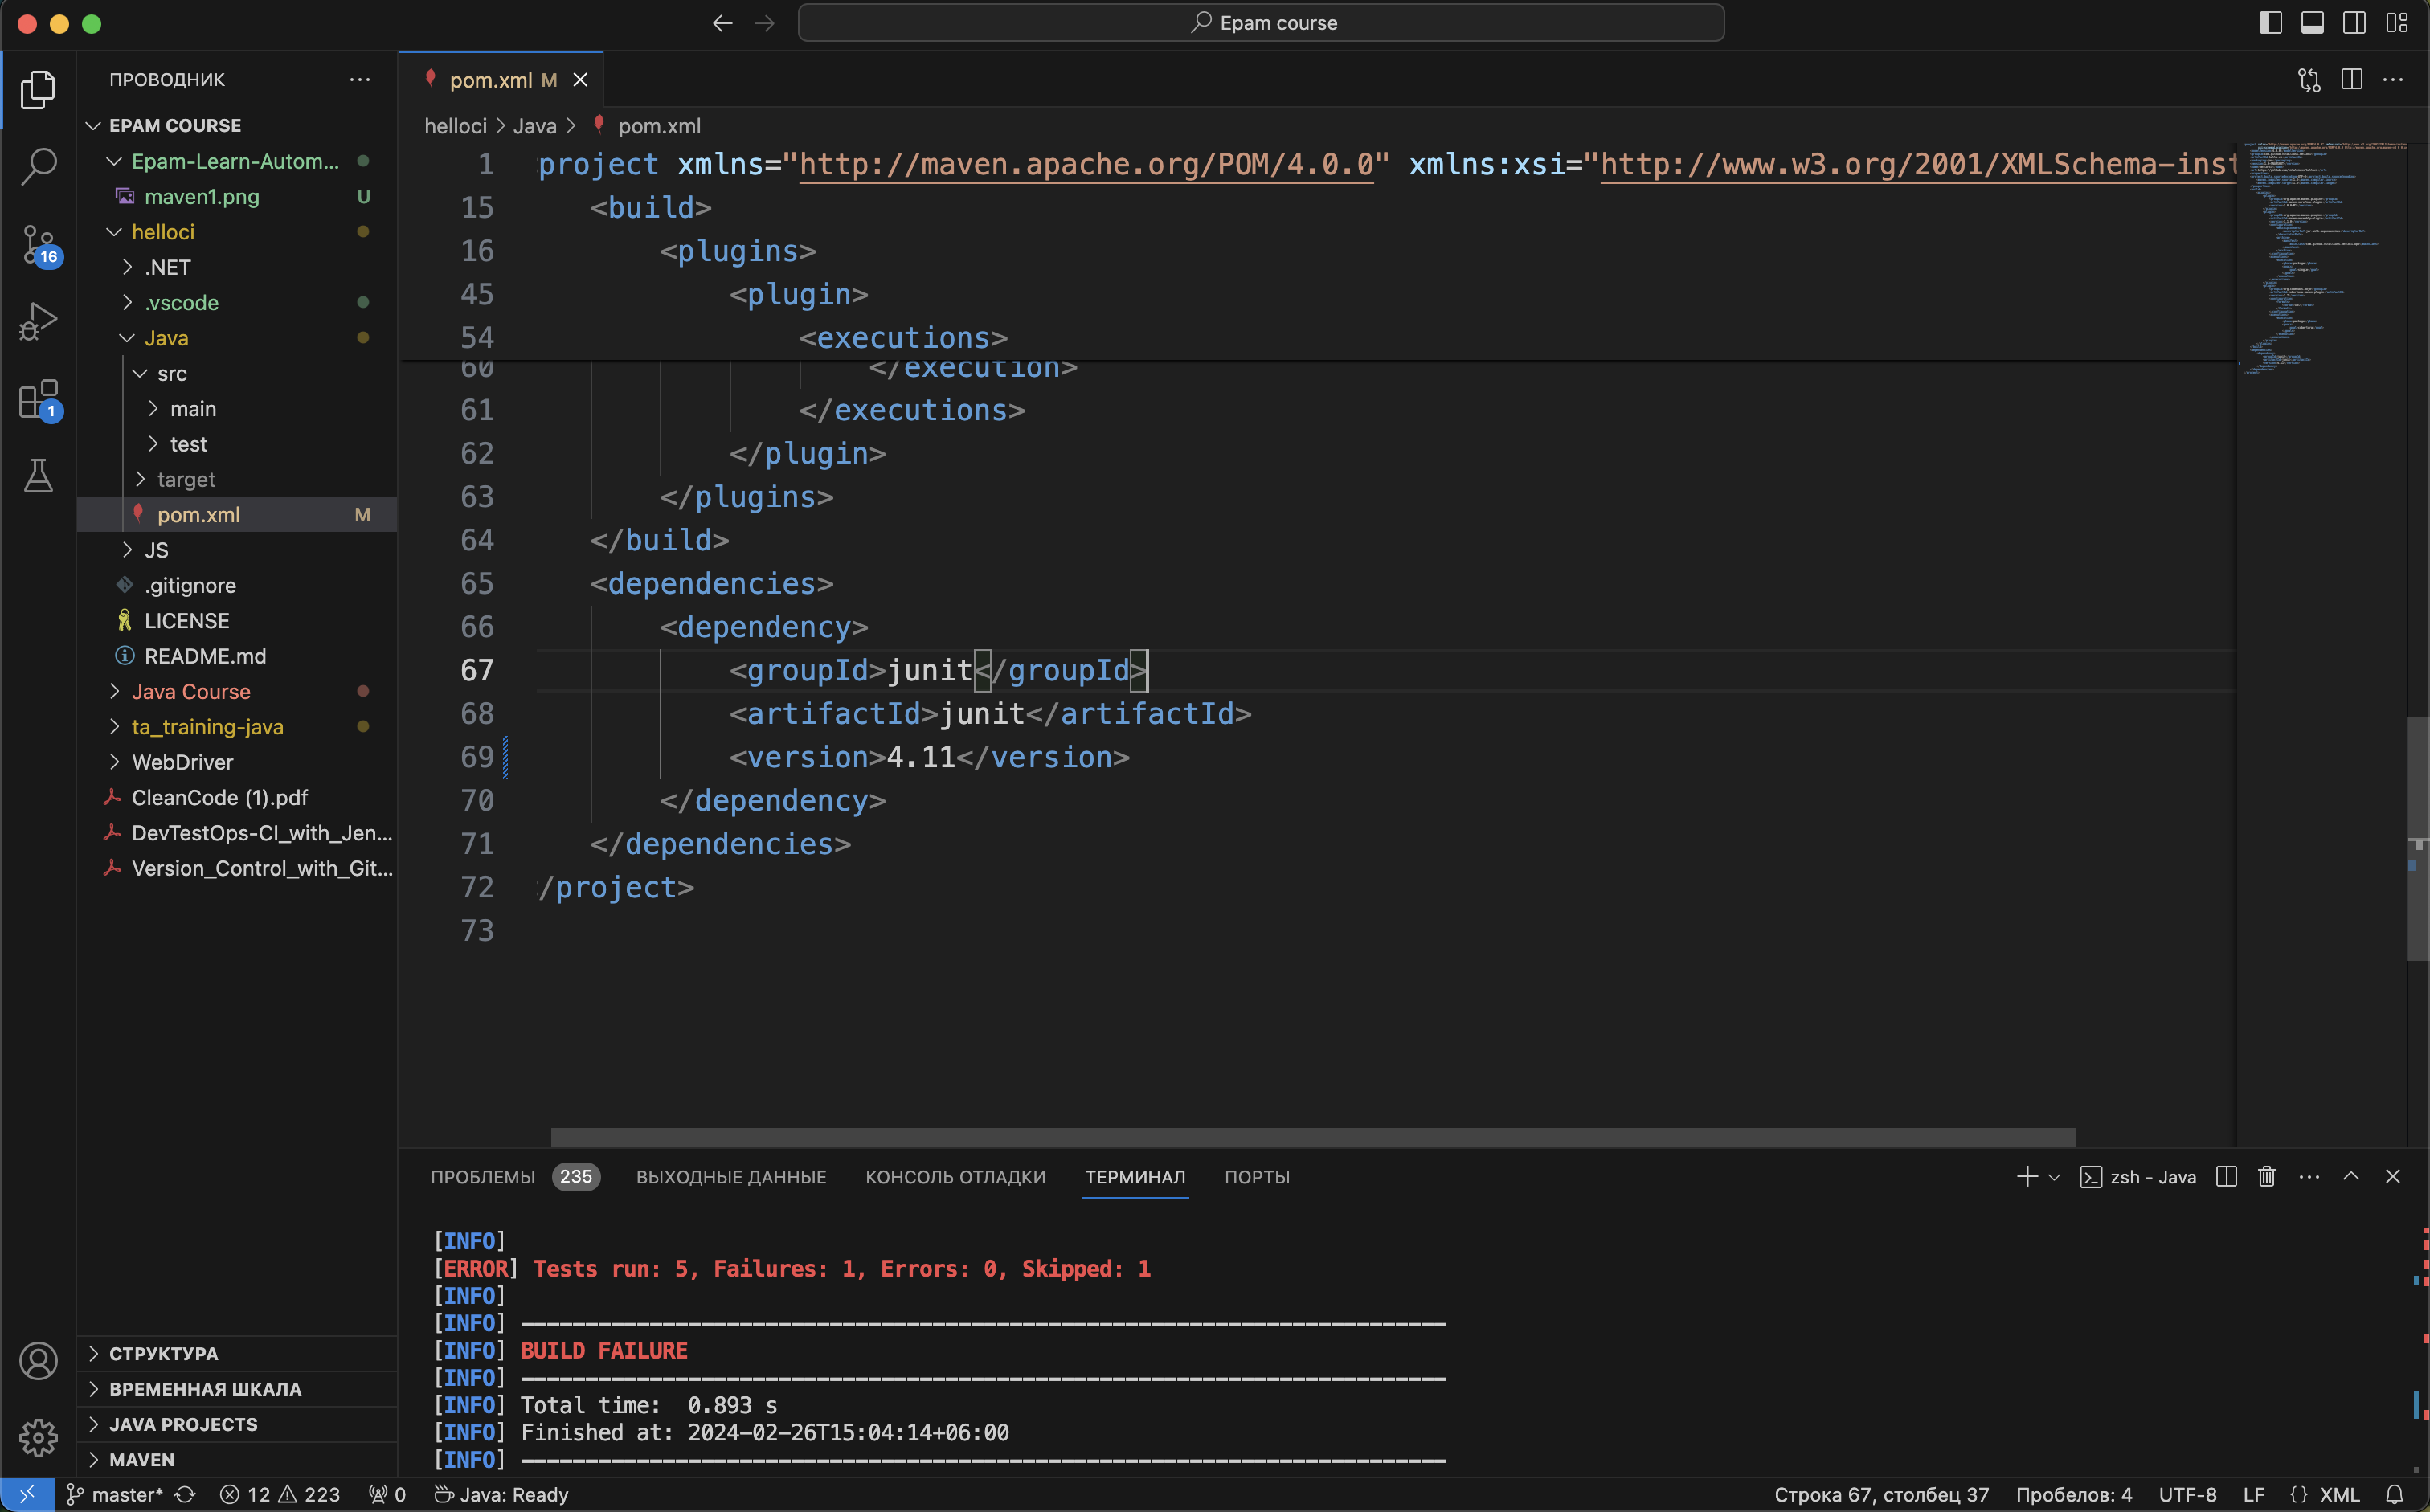 Epam course
ПРОВОДНИК
EPAM COURSE
Epam-Learn-Autom...
maven1.png U
helloci
.NET
.vscode
Java
src
main
test
target
pom.xml M
JS
.gitignore
LICENSE
README.md
Java Course
ta_training-java
WebDriver
CleanCode (1).pdf
DevTestOps-CI_with_Jen...
Version_Control_with_Git...
СТРУКТУРА
ВРЕМЕННАЯ ШКАЛА
JAVA PROJECTS
MAVEN
16
1
pom.xml M
helloci > Java > pom.xml
1 project xmlns="http://maven.apache.org/POM/4.0.0" xmlns:xsi="http://www.w3.org/2001/XMLSchema-inst
15 <build>
16 <plugins>
45 <plugin>
54 <executions>
60 </execution>
61 </executions>
62 </plugin>
63 </plugins>
64 </build>
65 <dependencies>
66 <dependency>
67 <groupId>junit</groupId>
68 <artifactId>junit</artifactId>
69 <version>4.11</version>
70 </dependency>
71 </dependencies>
72 /project>
73
ПРОБЛЕМЫ 235 ВЫХОДНЫЕ ДАННЫЕ КОНСОЛЬ ОТЛАДКИ ТЕРМИНАЛ ПОРТЫ
zsh - Java
[INFO]
[ERROR] Tests run: 5, Failures: 1, Errors: 0, Skipped: 1
[INFO]
[INFO] ------------------------------------------------------------------------
[INFO] BUILD FAILURE
[INFO] ------------------------------------------------------------------------
[INFO] Total time:  0.893 s
[INFO] Finished at: 2024-02-26T15:04:14+06:00
[INFO] ------------------------------------------------------------------------
master* 12 223 0 Java: Ready
Строка 67, столбец 37 Пробелов: 4 UTF-8 LF {} XML